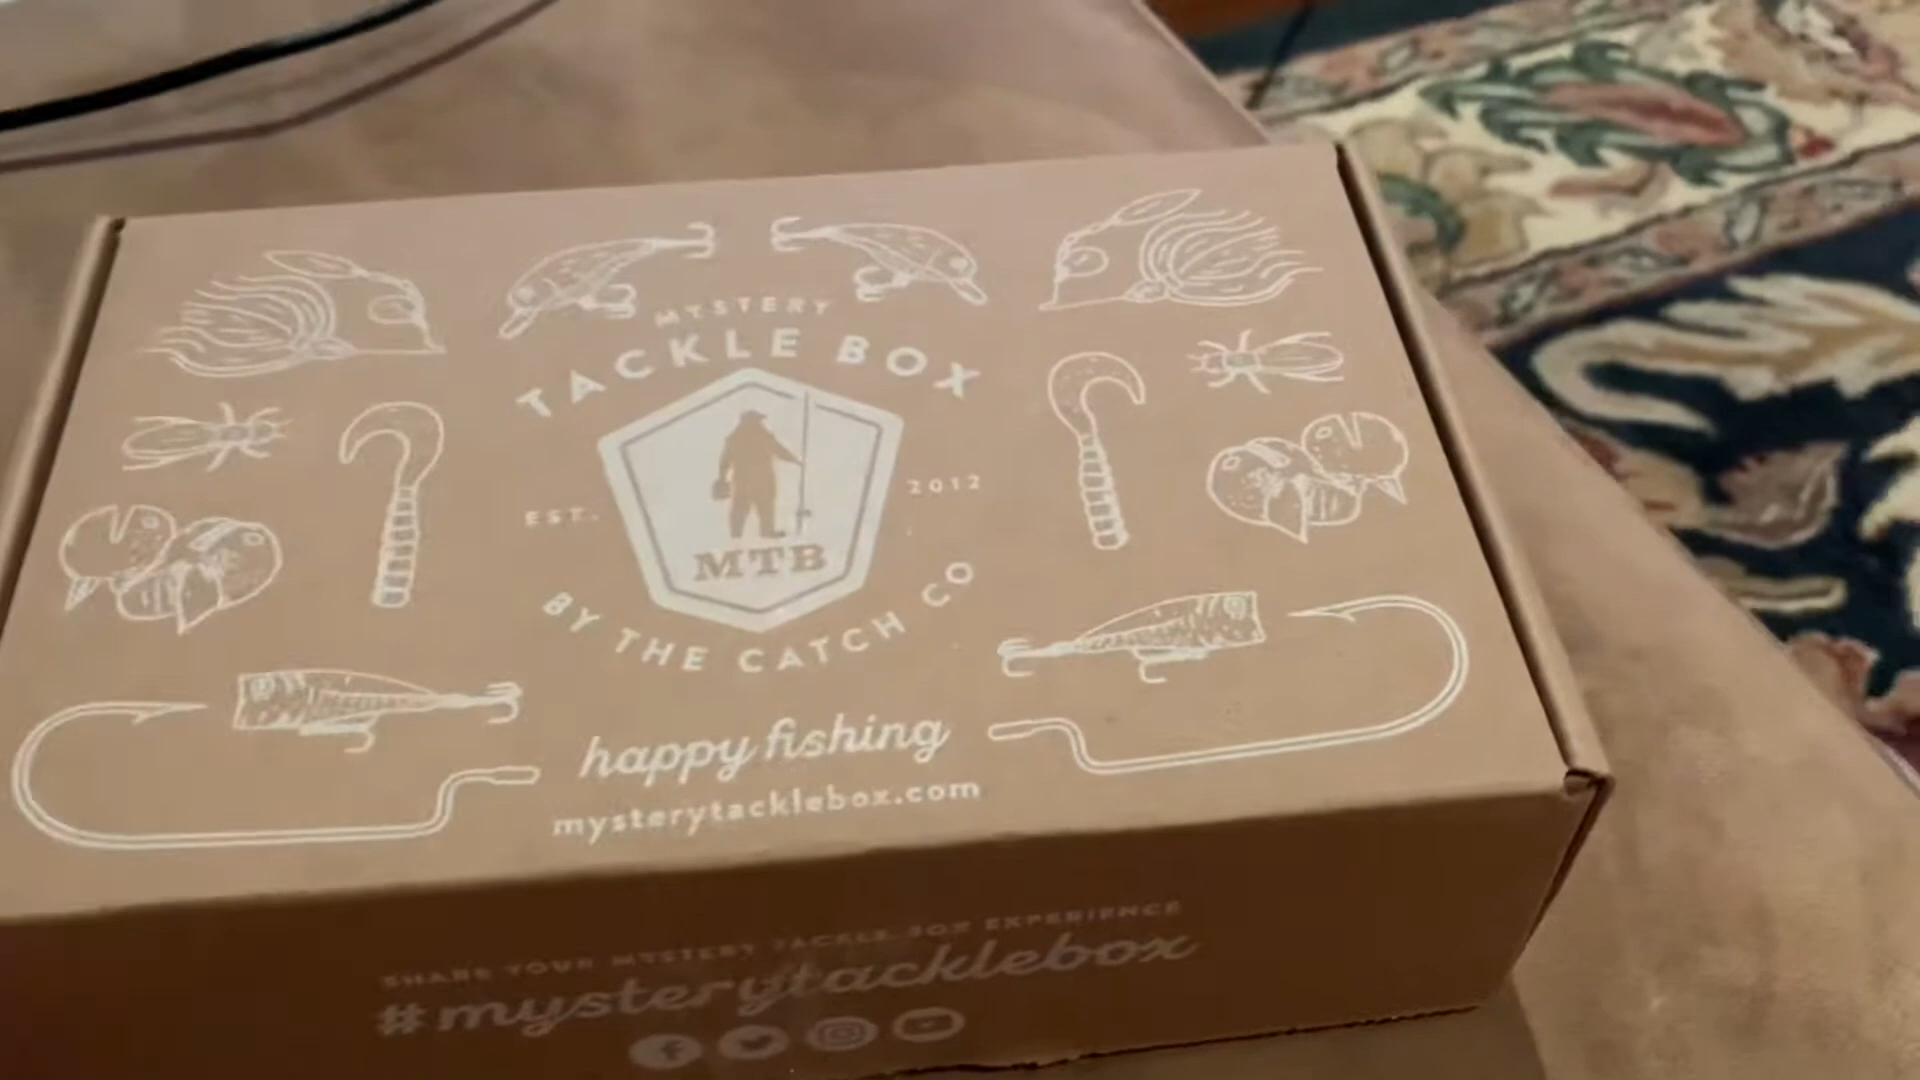 MYSTERY
TACKLE BOX
EST. 2012
MTB
BY THE CATCH CO
happy fishing
mysterytacklebox.com
SHARE YOUR MYSTERY TACKLE BOX EXPERIENCE
#mysterytacklebox